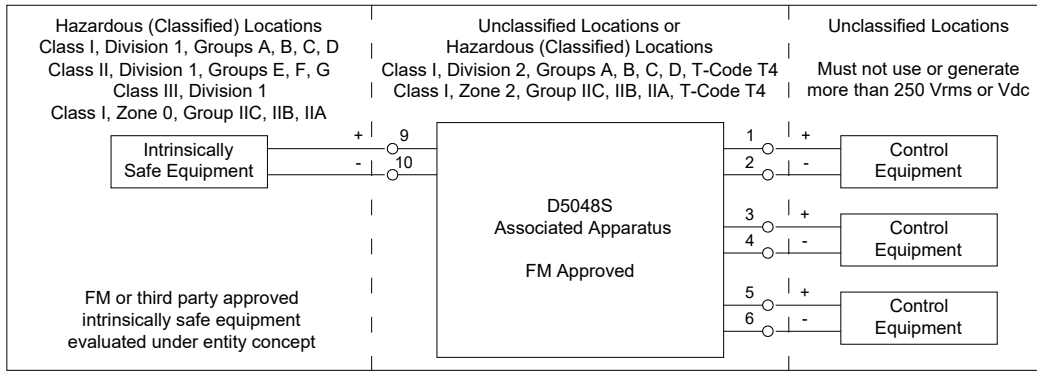 Hazardous (Classified) Locations
Class I, Division 1, Groups A, B, C, D
Class II, Division 1, Groups E, F, G
Class III, Division 1
Class I, Zone 0, Group IIC, IIB, IIA
Unclassified Locations or
Hazardous (Classified) Locations
Class I, Division 2, Groups A, B, C, D, T-Code T4
Class I, Zone 2, Group IIC, IIB, IIA, T-Code T4
Unclassified Locations
Must not use or generate
more than 250 Vrms or Vdc
Intrinsically
Safe Equipment
+ 9
- 10
D5048S
Associated Apparatus
FM Approved
1 +
2 -
Control
Equipment
3 +
4 -
Control
Equipment
5 +
6 -
Control
Equipment
FM or third party approved
intrinsically safe equipment
evaluated under entity concept